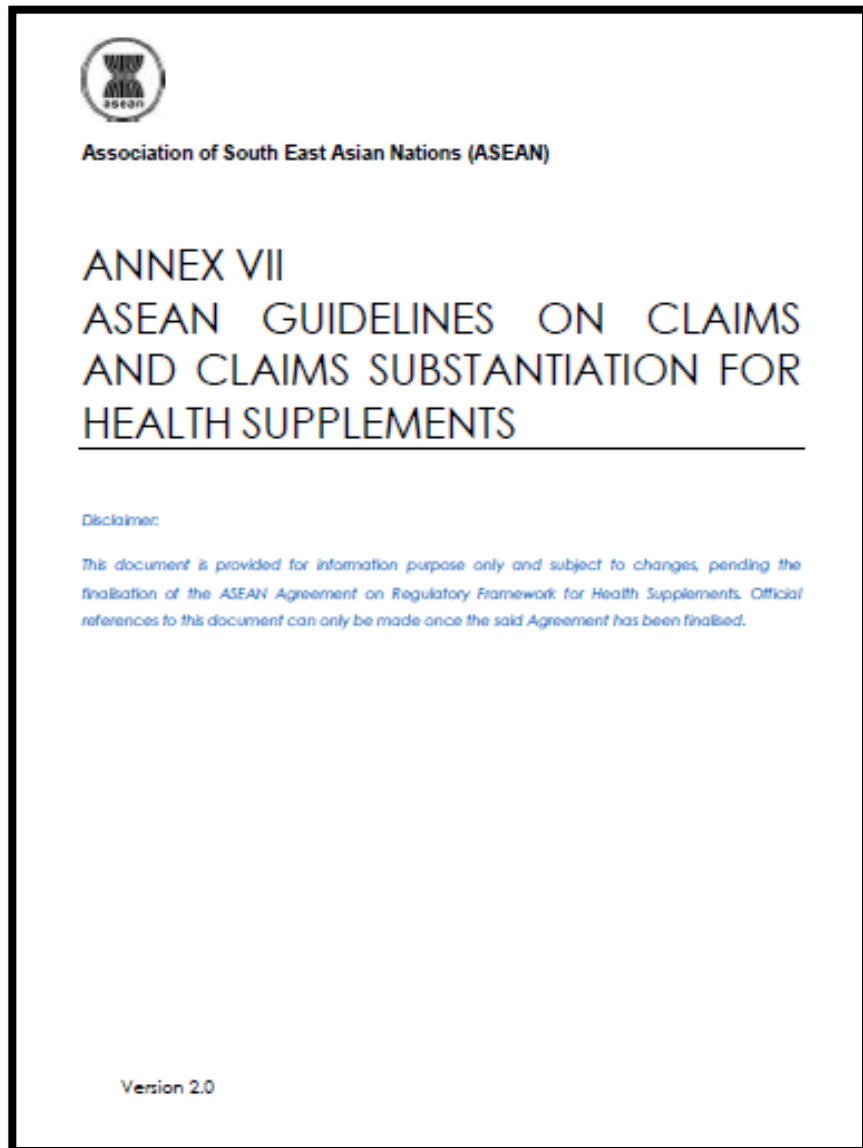 asean
Association of South East Asian Nations (ASEAN)
ANNEX VII
ASEAN GUIDELINES ON CLAIMS
AND CLAIMS SUBSTANTIATION FOR
HEALTH SUPPLEMENTS
Disclaimer:
This document is provided for information purpose only and subject to changes, pending the
finalisation of the ASEAN Agreement on Regulatory Framework for Health Supplements. Official
references to this document can only be made once the said Agreement has been finalised.
Version 2.0